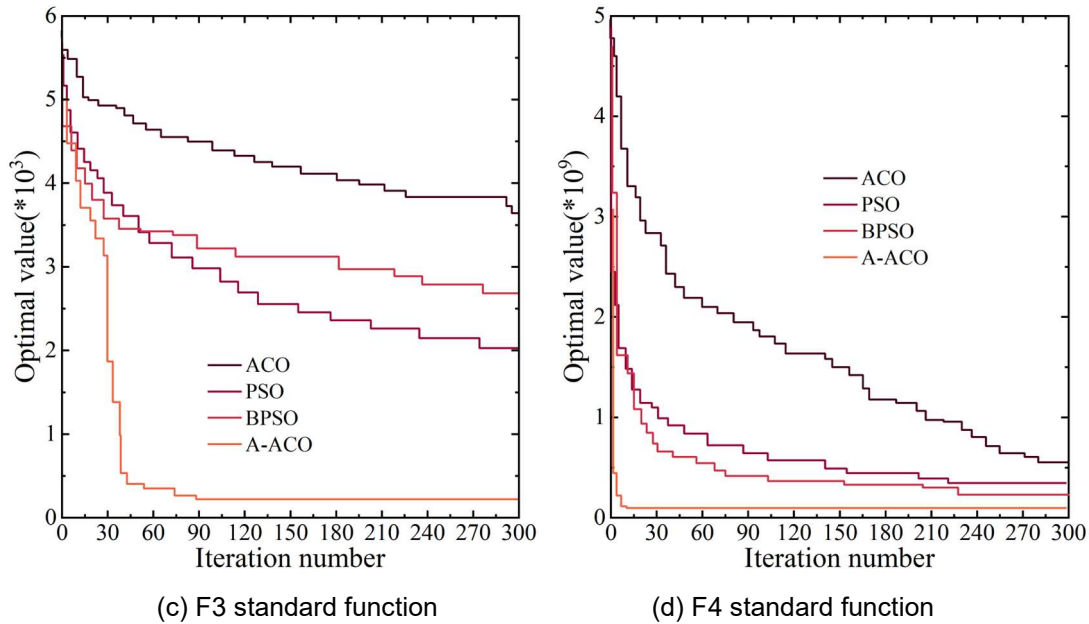 6
5
4
3
2
1
0
Optimal value(*10³)
ACO
PSO
BPSO
A-ACO
0 30 60 90 120 150 180 210 240 270 300
Iteration number
(c) F3 standard function
5
4
3
2
1
0
Optimal value(*10⁹)
ACO
PSO
BPSO
A-ACO
0 30 60 90 120 150 180 210 240 270 300
Iteration number
(d) F4 standard function